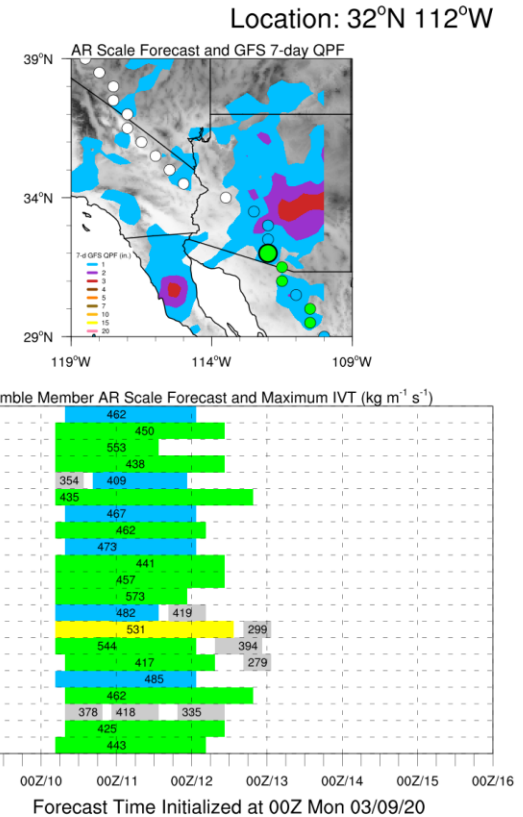 Location: 32°N 112°W
AR Scale Forecast and GFS 7-day QPF
39°N
34°N
29°N
7-d GFS QPF (in.)
1
2
3
4
5
7
10
15
20
119°W 114°W 109°W
mble Member AR Scale Forecast and Maximum IVT (kg m⁻¹ s⁻¹)
462
450
553
438
354 409
435
467
462
473
441
457
573
482 419
531 299
544 394
417 279
485
462
378 418 335
425
443
00Z/10 00Z/11 00Z/12 00Z/13 00Z/14 00Z/15 00Z/16
Forecast Time Initialized at 00Z Mon 03/09/20